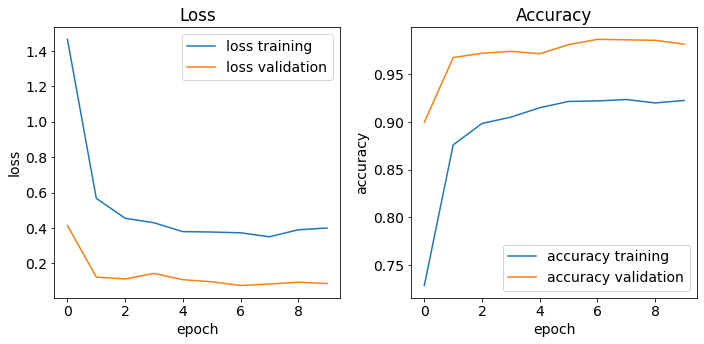 Loss
1.4
1.2
1.0
0.8
0.6
0.4
0.2
loss
loss training
loss validation
0 2 4 6 8
epoch
Accuracy
0.95
0.90
0.85
0.80
0.75
accuracy
accuracy training
accuracy validation
0 2 4 6 8
epoch